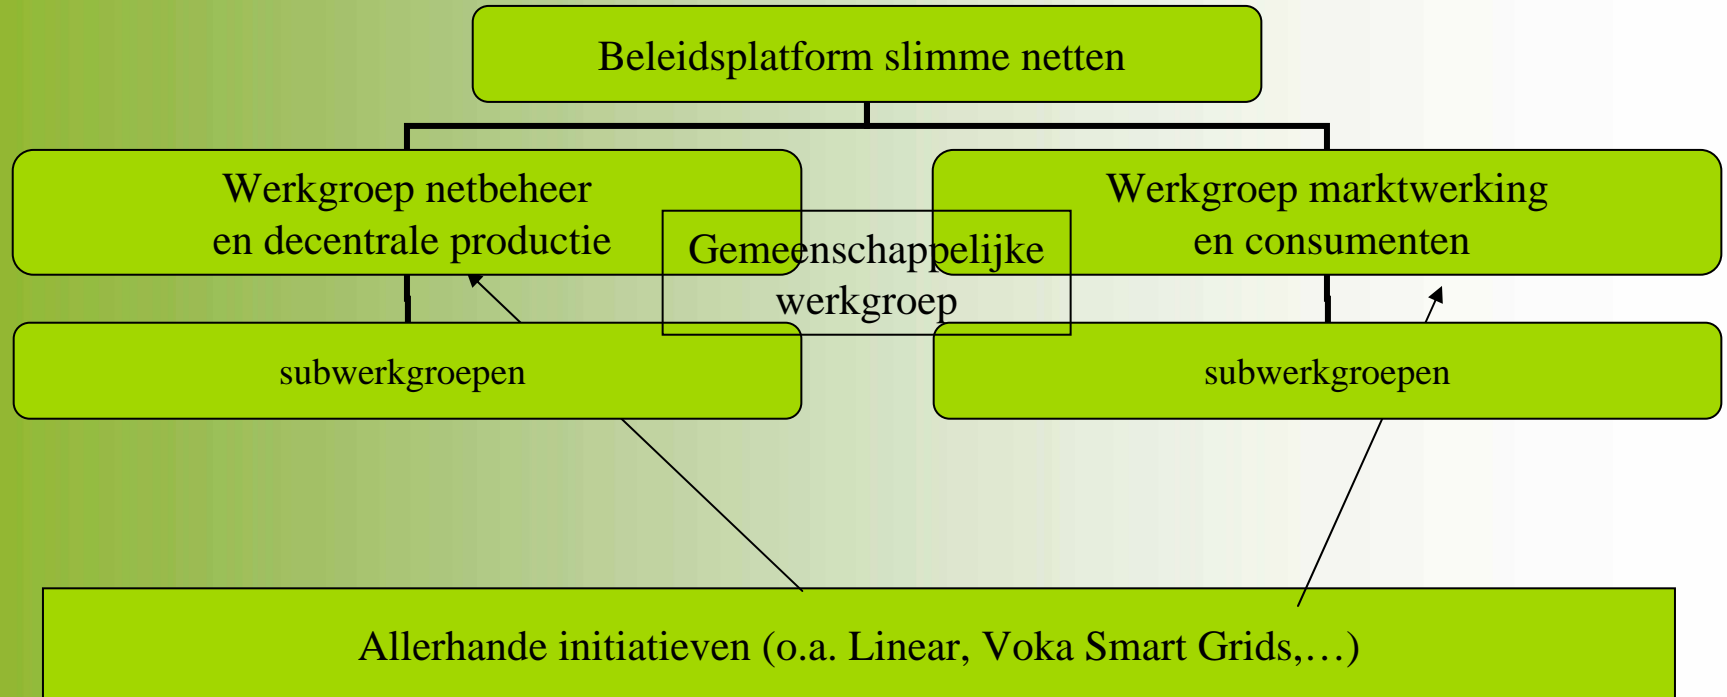 Beleidsplatform slimme netten
Werkgroep netbeheer
en decentrale productie
Gemeenschappelijke
werkgroep
Werkgroep marktwerking
en consumenten
subwerkgroepen
subwerkgroepen
Allerhande initiatieven (o.a. Linear, Voka Smart Grids,…)